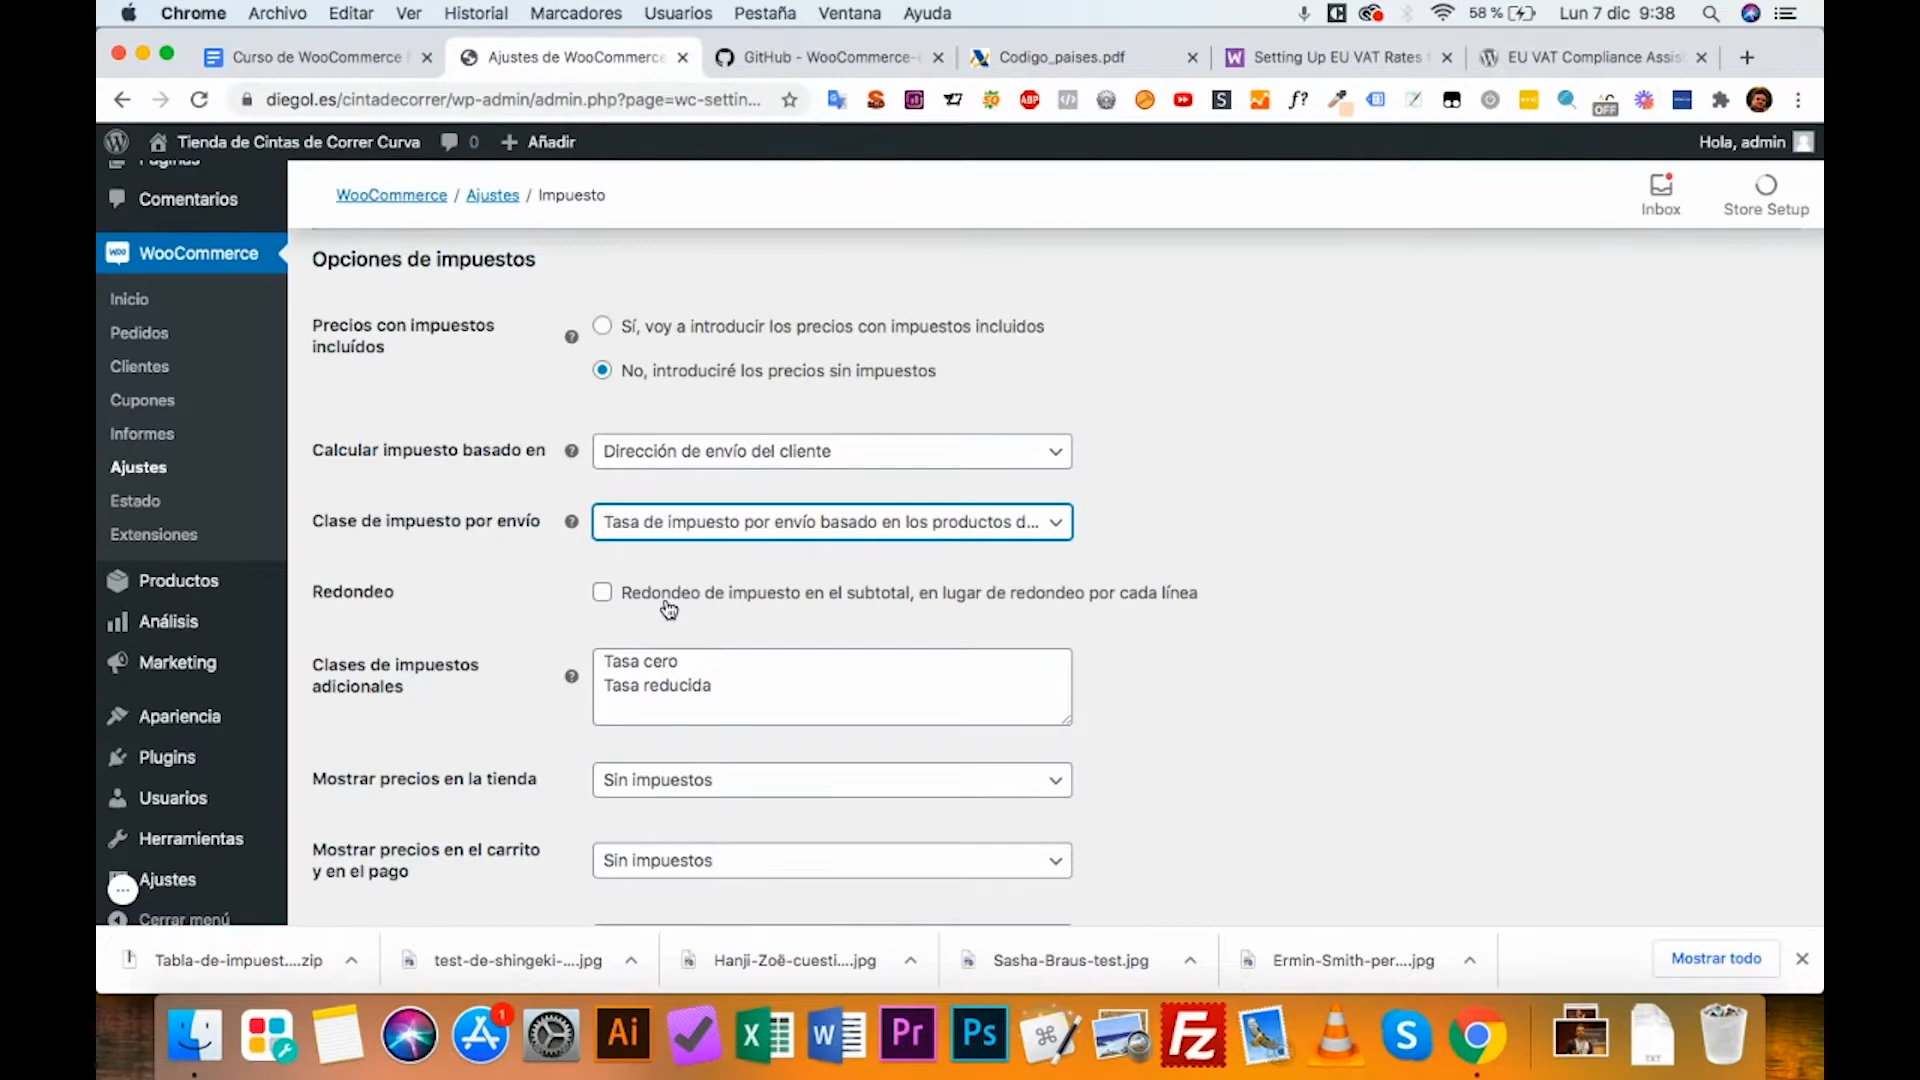 Chrome Archivo Editar Ver Historial Marcadores Usuarios Pestaña Ventana Ayuda 58 % Lun 7 dic 9:38
Curso de WooCommerce
Ajustes de WooCommerce
GitHub - WooCommerce-
Codigo_paises.pdf
Setting Up EU VAT Rates
EU VAT Compliance Assis
diegol.es/cintadecorrer/wp-admin/admin.php?page=wc-settin...
ABP
S
f?
OFF
Tienda de Cintas de Correr Curva 0 Añadir Hola, admin
Páginas
Comentarios
WooCommerce
Inicio
Pedidos
Clientes
Cupones
Informes
Ajustes
Estado
Extensiones
Productos
Análisis
Marketing
Apariencia
Plugins
Usuarios
Herramientas
Ajustes
Cerrar menú
WooCommerce / Ajustes / Impuesto
Inbox
Store Setup
Opciones de impuestos
Precios con impuestos
incluídos
Sí, voy a introducir los precios con impuestos incluidos
No, introduciré los precios sin impuestos
Calcular impuesto basado en
Dirección de envío del cliente
Clase de impuesto por envío
Tasa de impuesto por envío basado en los productos d...
Redondeo
Redondeo de impuesto en el subtotal, en lugar de redondeo por cada línea
Clases de impuestos
adicionales
Tasa cero
Tasa reducida
Mostrar precios en la tienda
Sin impuestos
Mostrar precios en el carrito
y en el pago
Sin impuestos
Tabla-de-impuest....zip
test-de-shingeki-....jpg
Hanji-Zoë-cuesti....jpg
Sasha-Braus-test.jpg
Ermin-Smith-per....jpg
Mostrar todo
1
Ai
X
W
Pr
Ps
FZ
S
TXT